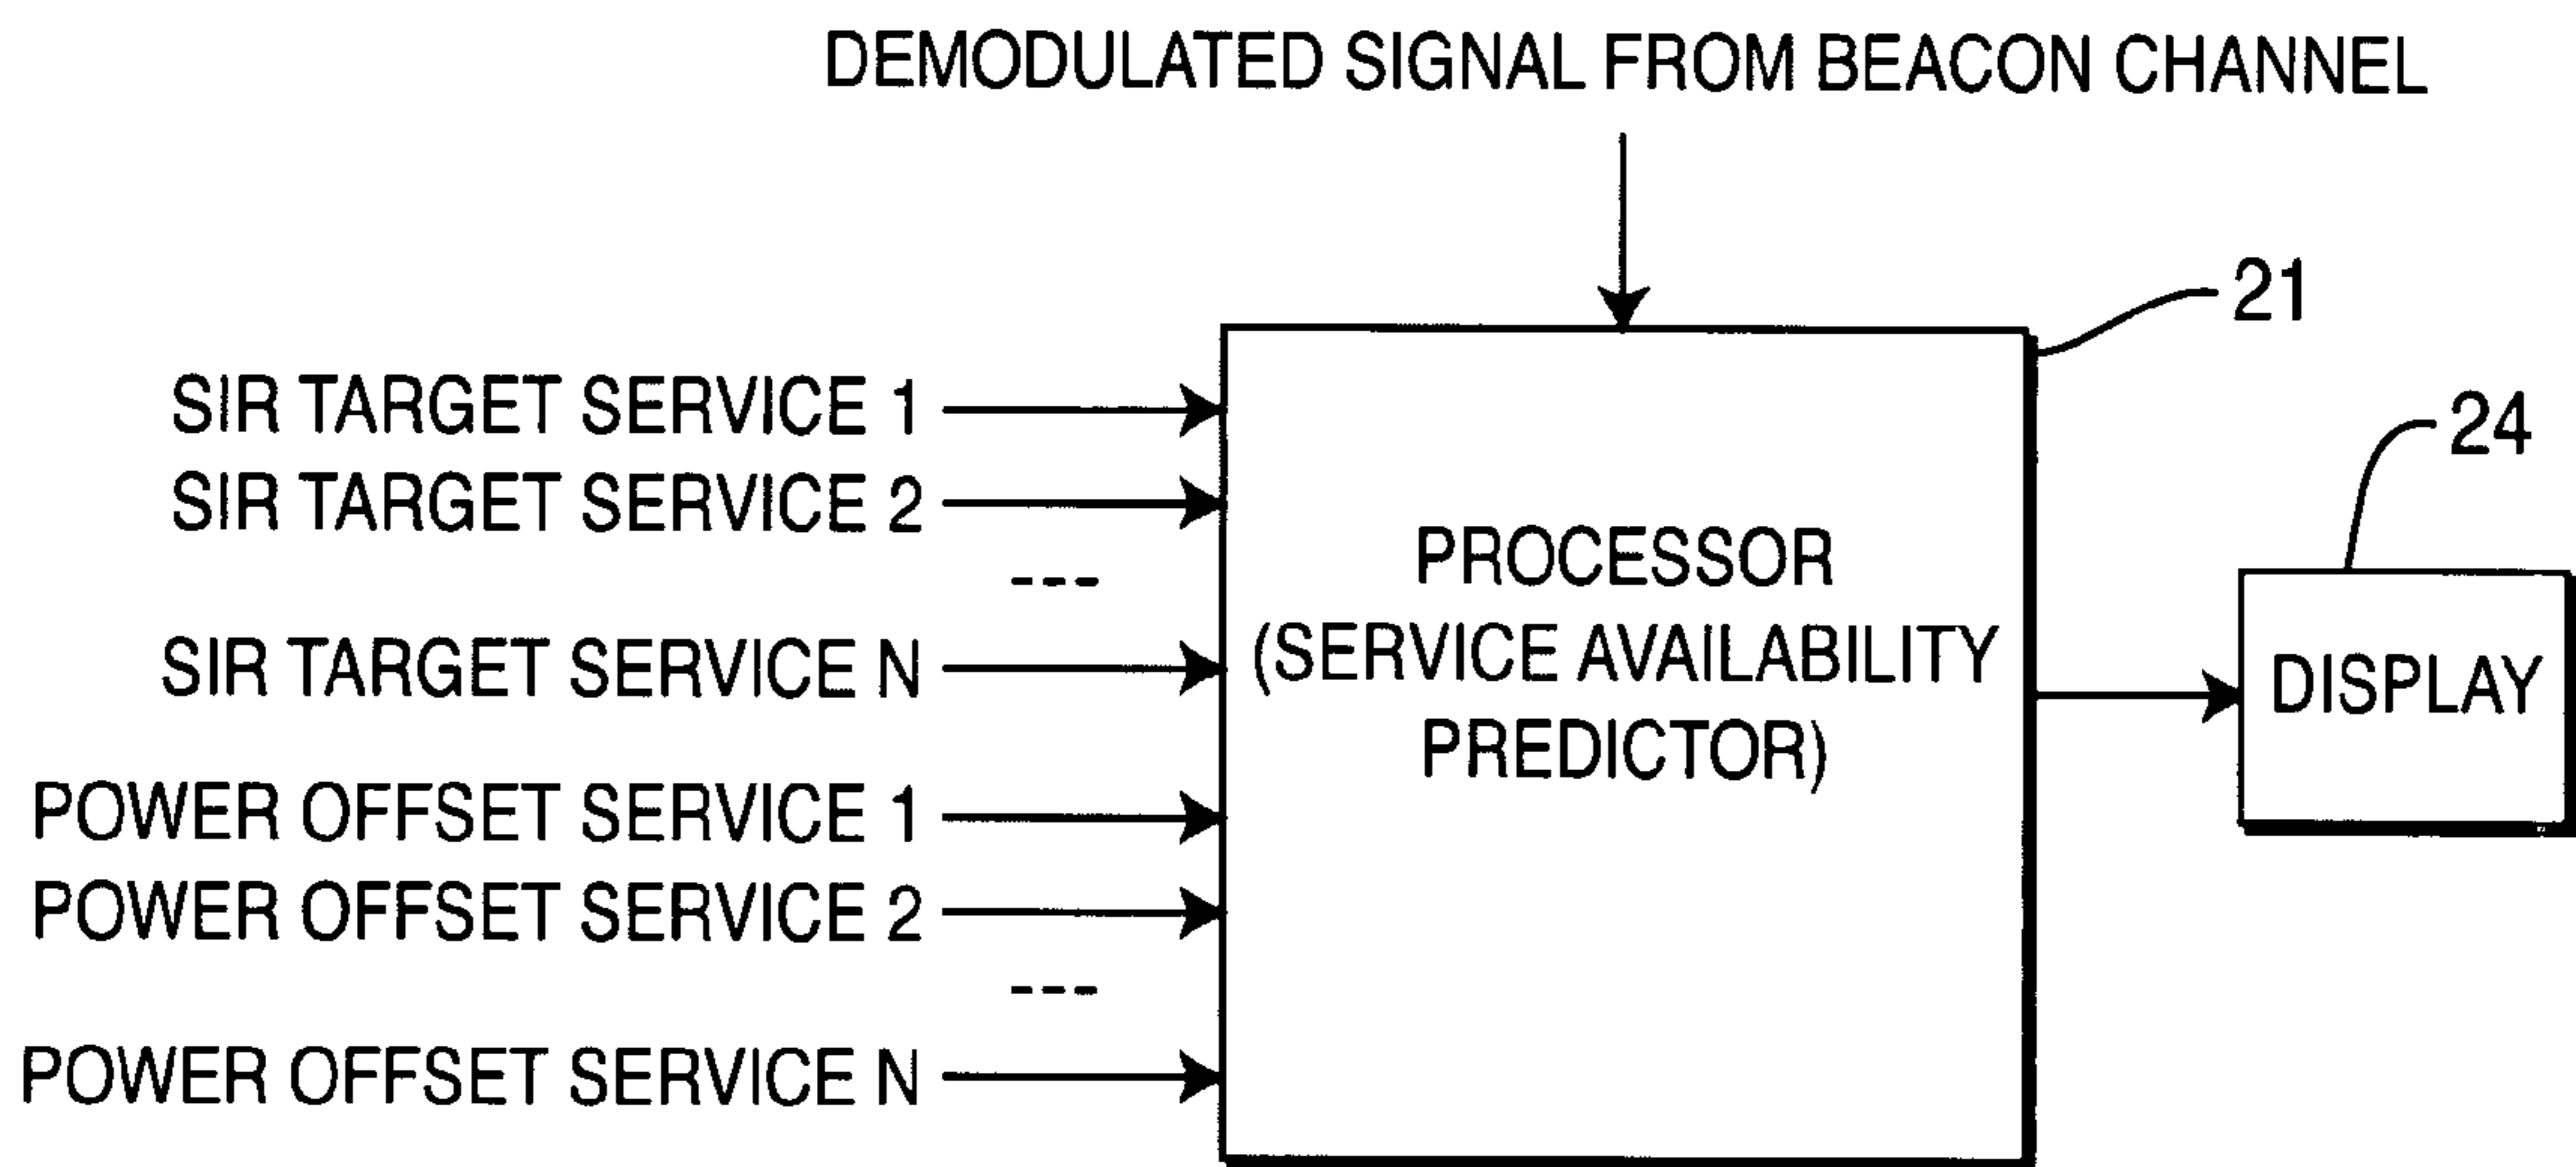 DEMODULATED SIGNAL FROM BEACON CHANNEL
21
24
SIR TARGET SERVICE 1
SIR TARGET SERVICE 2
---
SIR TARGET SERVICE N
POWER OFFSET SERVICE 1
POWER OFFSET SERVICE 2
---
POWER OFFSET SERVICE N
PROCESSOR
(SERVICE AVAILABILITY
PREDICTOR)
DISPLAY